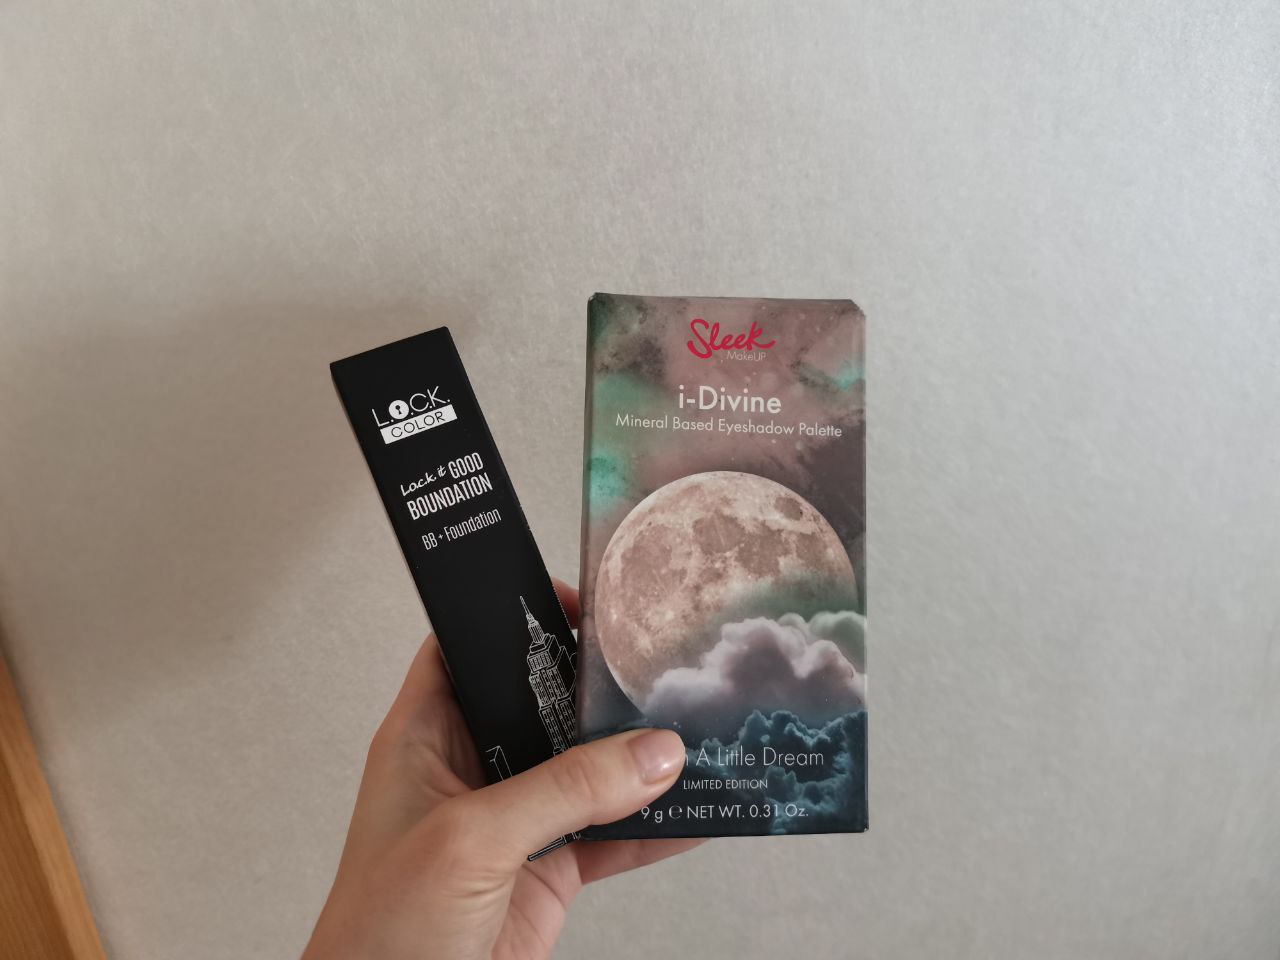 L.O.C.K.
COLOR
Lock it GOOD
BOUNDATION
BB + Foundation
Sleek
MakeUP
i-Divine
Mineral Based Eyeshadow Palette
A Little Dream
LIMITED EDITION
9 g e NET WT. 0.31 Oz.